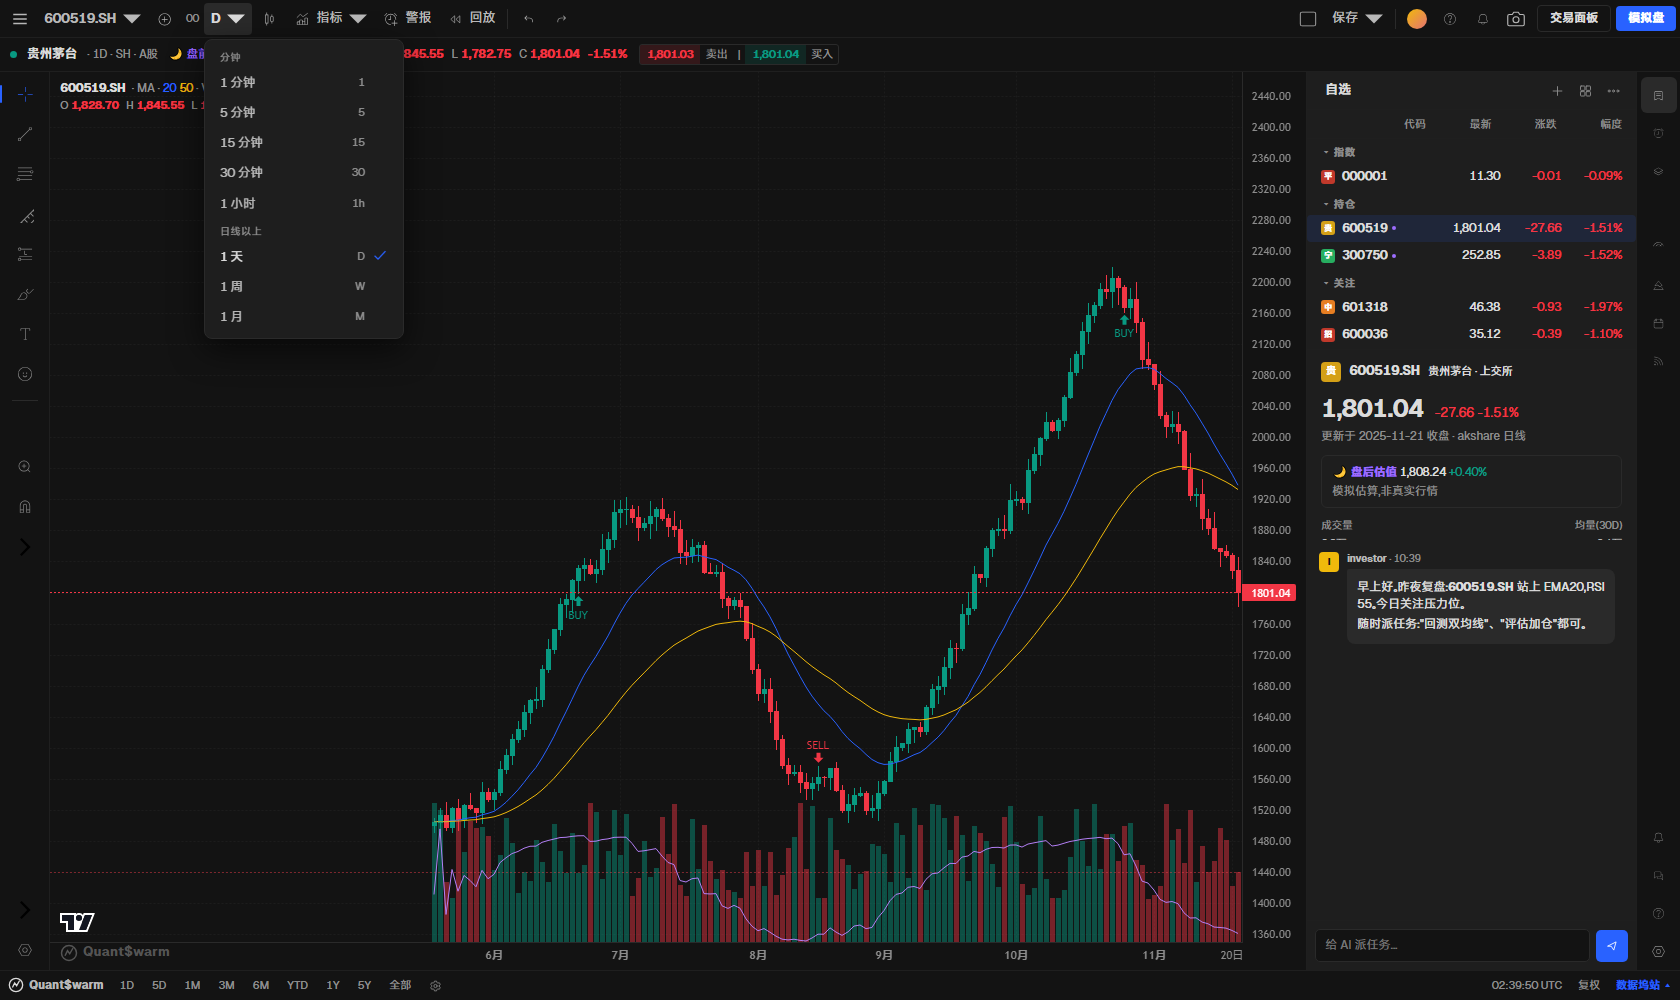 600519.SH
00
D
指标
警报
回放
保存
交易面板
模拟盘
贵州茅台 · 1D · SH · A股
845.55 L 1,782.75 C 1,801.04 -1.51%
1,801.03 卖出 | 1,801.04 买入
600519.SH · MA · 20 50
O 1,828.70 H 1,845.55 L
分钟
1 分钟 1
5 分钟 5
15 分钟 15
30 分钟 30
1 小时 1h
日线以上
1 天 D
1 周 W
1 月 M
BUY
SELL
BUY
2440.00
2400.00
2360.00
2320.00
2280.00
2240.00
2200.00
2160.00
2120.00
2080.00
2040.00
2000.00
1960.00
1920.00
1880.00
1840.00
1801.04
1760.00
1720.00
1680.00
1640.00
1600.00
1560.00
1520.00
1480.00
1440.00
1400.00
1360.00
6月 7月 8月 9月 10月 11月 20日
Quant$warm
自选
代码 最新 涨跌 幅度
指数
平 000001 11.30 -0.01 -0.09%
持仓
贵 600519 1,801.04 -27.66 -1.51%
宁 300750 252.85 -3.89 -1.52%
关注
中 601318 46.38 -0.93 -1.97%
招 600036 35.12 -0.39 -1.10%
贵 600519.SH 贵州茅台 · 上交所
1,801.04 -27.66 -1.51%
更新于 2025-11-21 收盘 · akshare 日线
盘后估值 1,808.24 +0.40%
模拟估算,非真实行情
成交量 均量(30D)
I investor · 10:39
早上好。昨夜复盘:600519.SH 站上 EMA20,RSI
55。今日关注压力位。
随时派任务:"回测双均线"、"评估加仓"都可。
给 AI 派任务...
Quant$warm 1D 5D 1M 3M 6M YTD 1Y 5Y 全部
02:39:50 UTC 复权 数据坞站